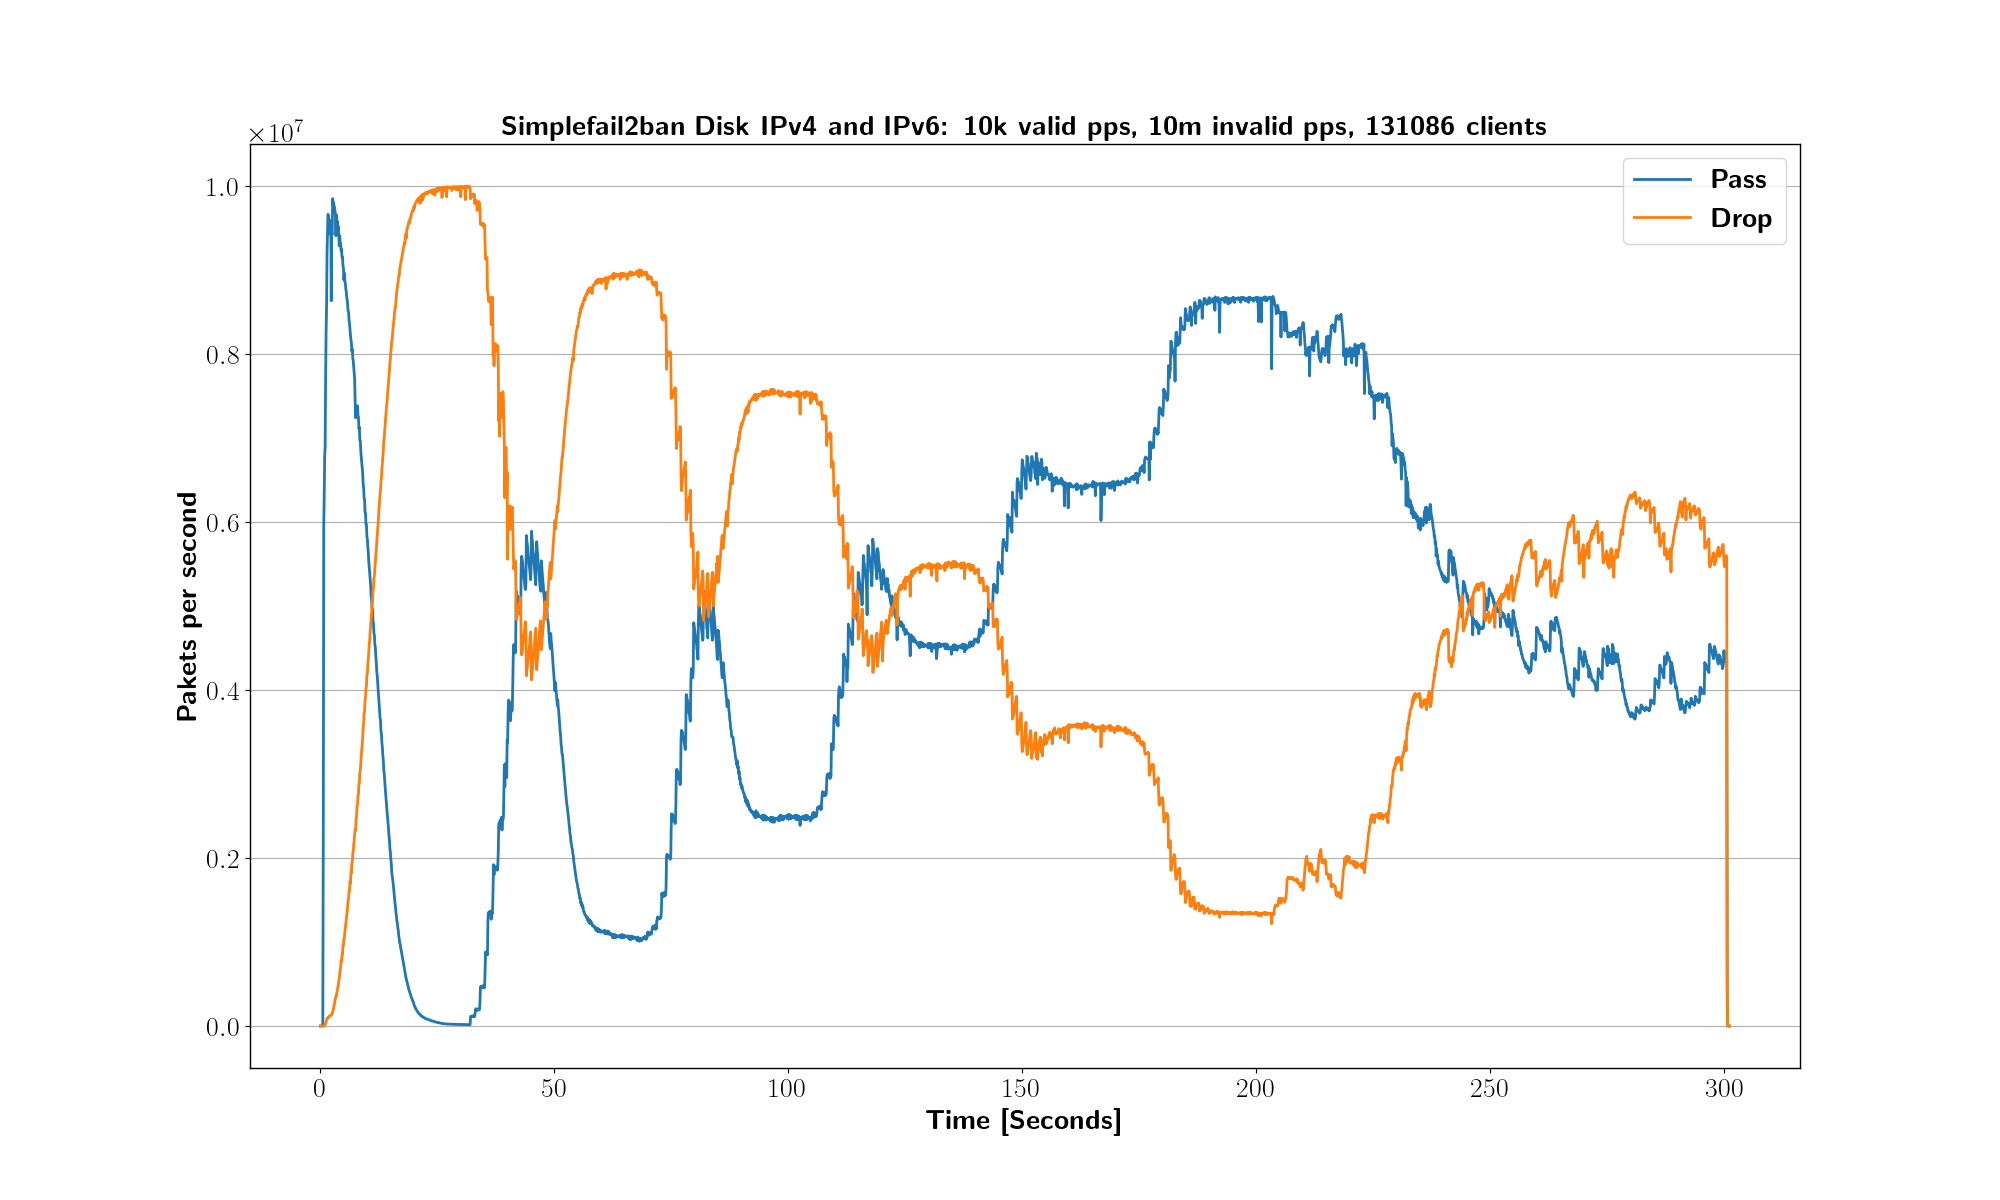 Simplefail2ban Disk IPv4 and IPv6: 10k valid pps, 10m invalid pps, 131086 clients
×10⁷
1.0
0.8
0.6
0.4
0.2
0.0
Pakets per second
Pass
Drop
0 50 100 150 200 250 300
Time [Seconds]